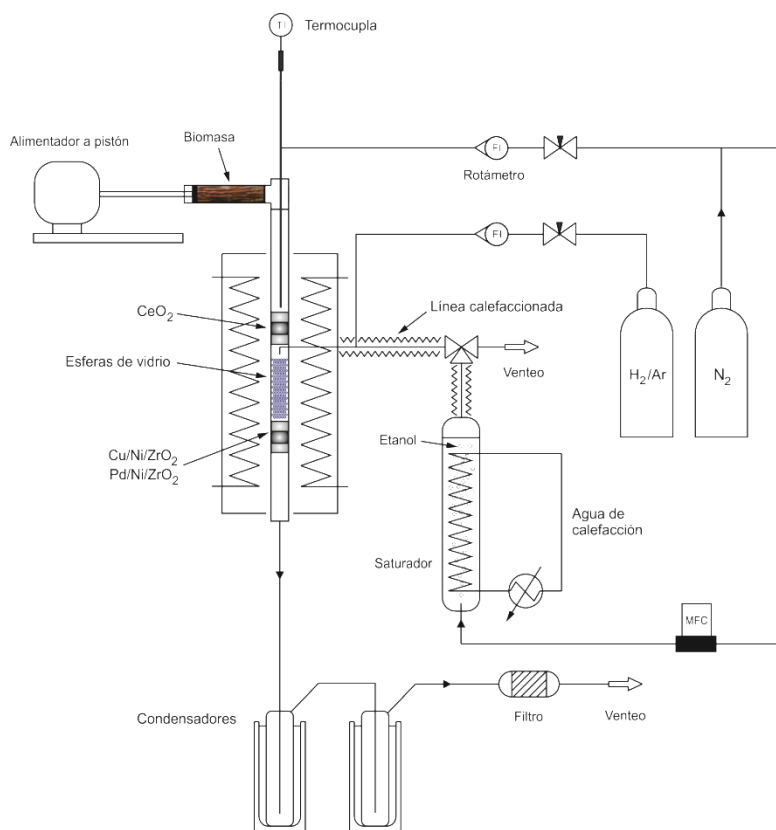 TI
Termocupla
Alimentador a pistón
Biomasa
FI
Rotámetro
FI
CeO2
Línea calefaccionada
Esferas de vidrio
Venteo
H2/Ar
N2
Etanol
Cu/Ni/ZrO2
Pd/Ni/ZrO2
Agua de
calefacción
Saturador
MFC
Condensadores
Filtro
Venteo